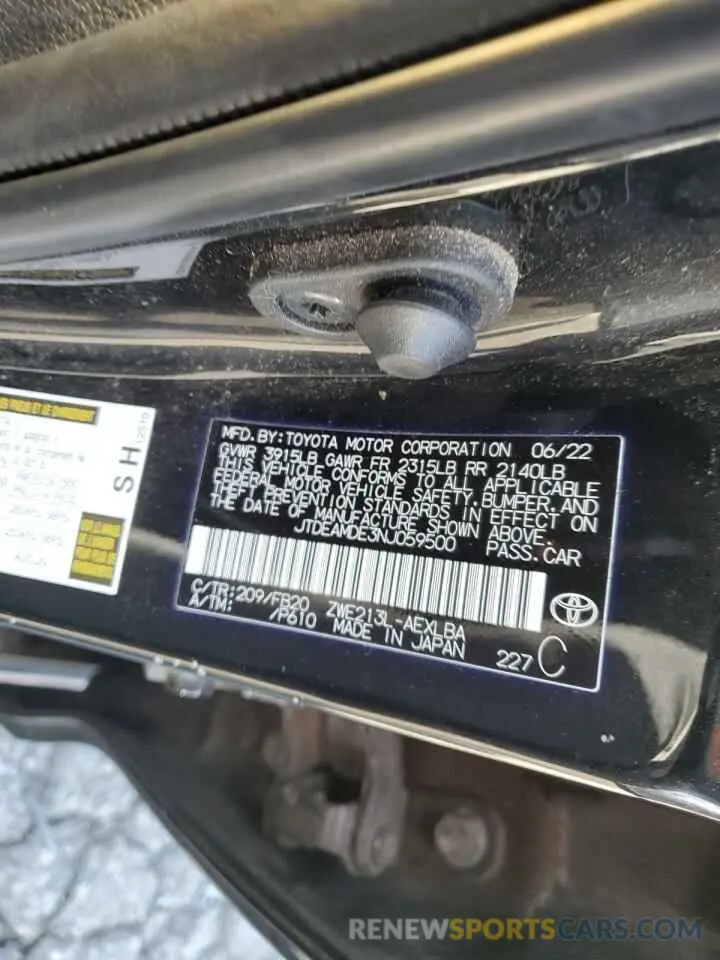 MFD.BY:TOYOTA MOTOR CORPORATION 06/22
GVWR 3915LB GAWR FR 2315LB RR 2140LB
THIS VEHICLE CONFORMS TO ALL APPLICABLE
FEDERAL MOTOR VEHICLE SAFETY,BUMPER,AND
THEFT PREVENTION STANDARDS IN EFFECT ON
THE DATE OF MANUFACTURE SHOWN ABOVE.
JTDEAMDE3NJ059500 PASS.CAR
C/TR:209/FB20 ZWE213L-AEXLBA
A/TM: /P610 MADE IN JAPAN 227 C
SH
12610
RENEWSPORTSCARS.COM